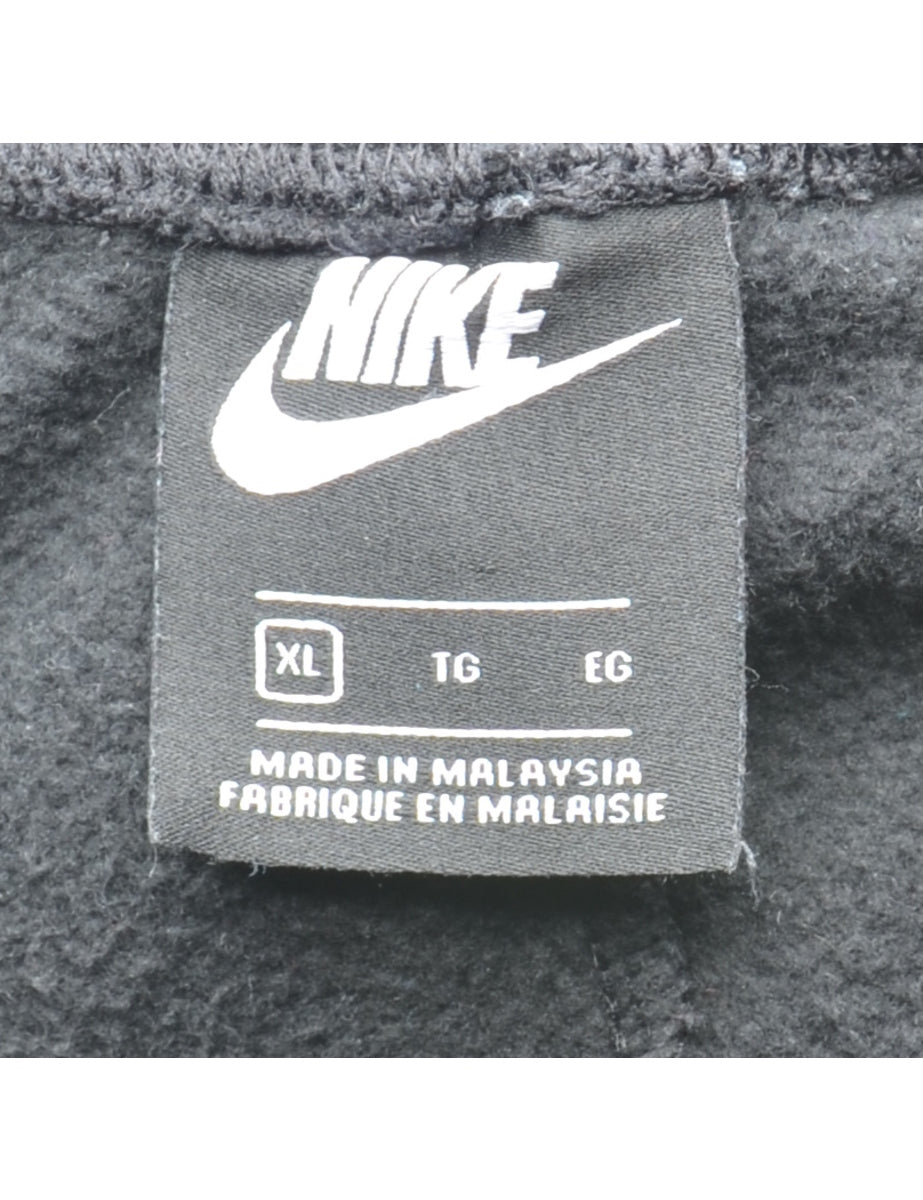 NIKE
XL TG EG
MADE IN MALAYSIA
FABRIQUE EN MALAISIE